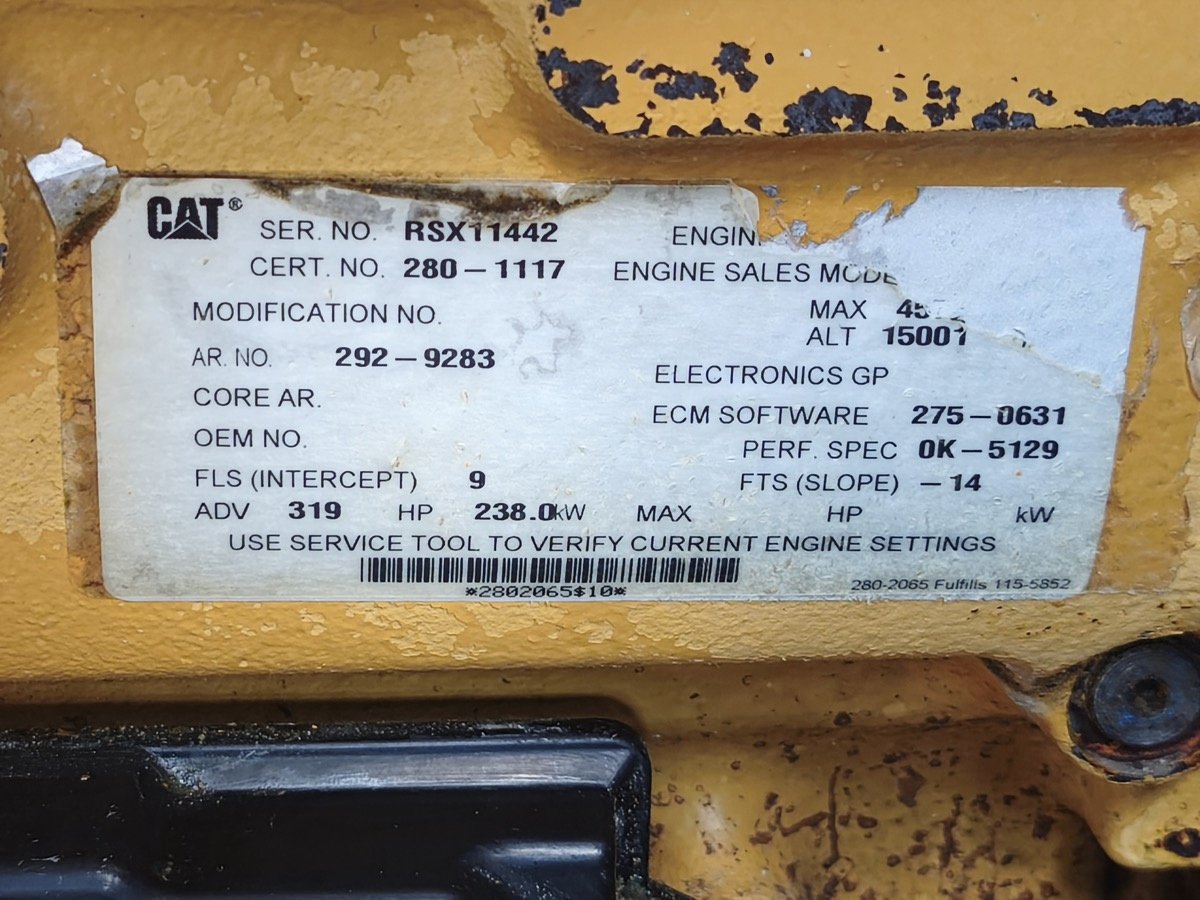 CAT® SER. NO. RSX11442 ENGIN
CERT. NO. 280-1117 ENGINE SALES MODE
MODIFICATION NO. MAX
AR. NO. 292-9283 ALT 15001
CORE AR. ELECTRONICS GP
OEM NO. ECM SOFTWARE 275-0631
PERF. SPEC 0K-5129
FLS (INTERCEPT) 9 FTS (SLOPE) -14
ADV 319 HP 238.0kW MAX HP kW
USE SERVICE TOOL TO VERIFY CURRENT ENGINE SETTINGS
*2802065$10*
280-2065 Fulfills 115-5852